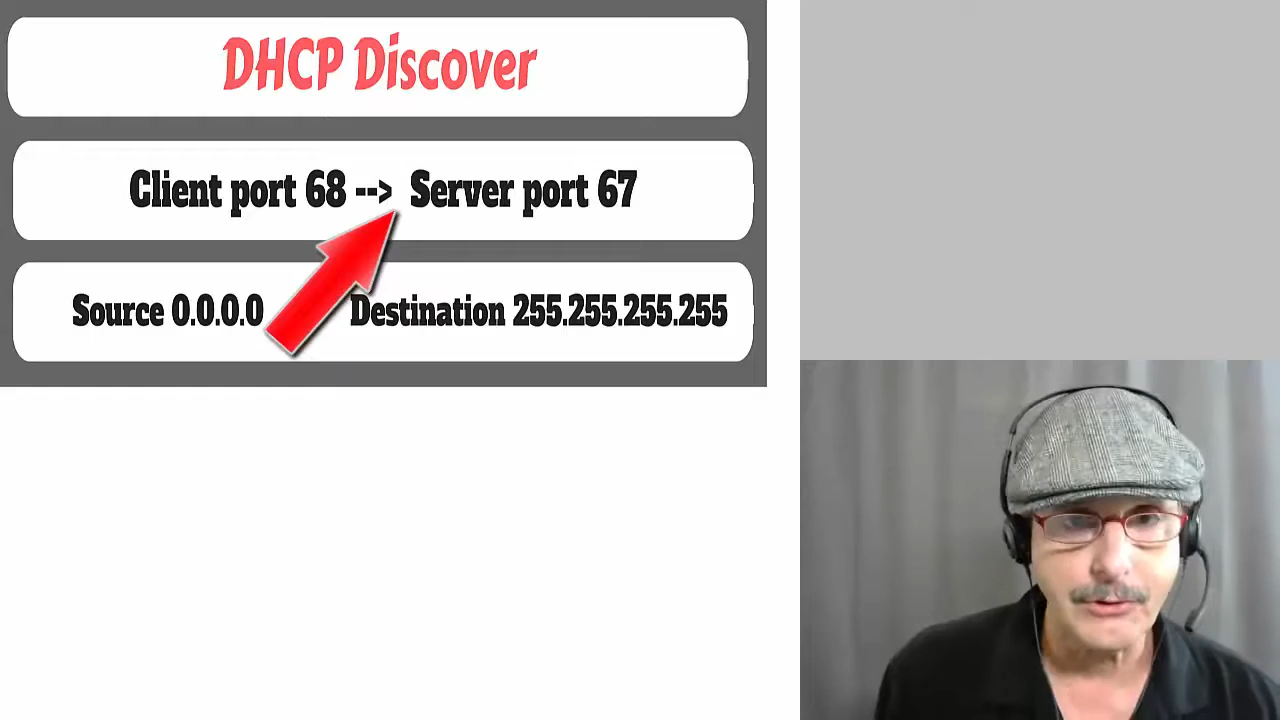 DHCP Discover
Client port 68 --> Server port 67
Source 0.0.0.0 Destination 255.255.255.255